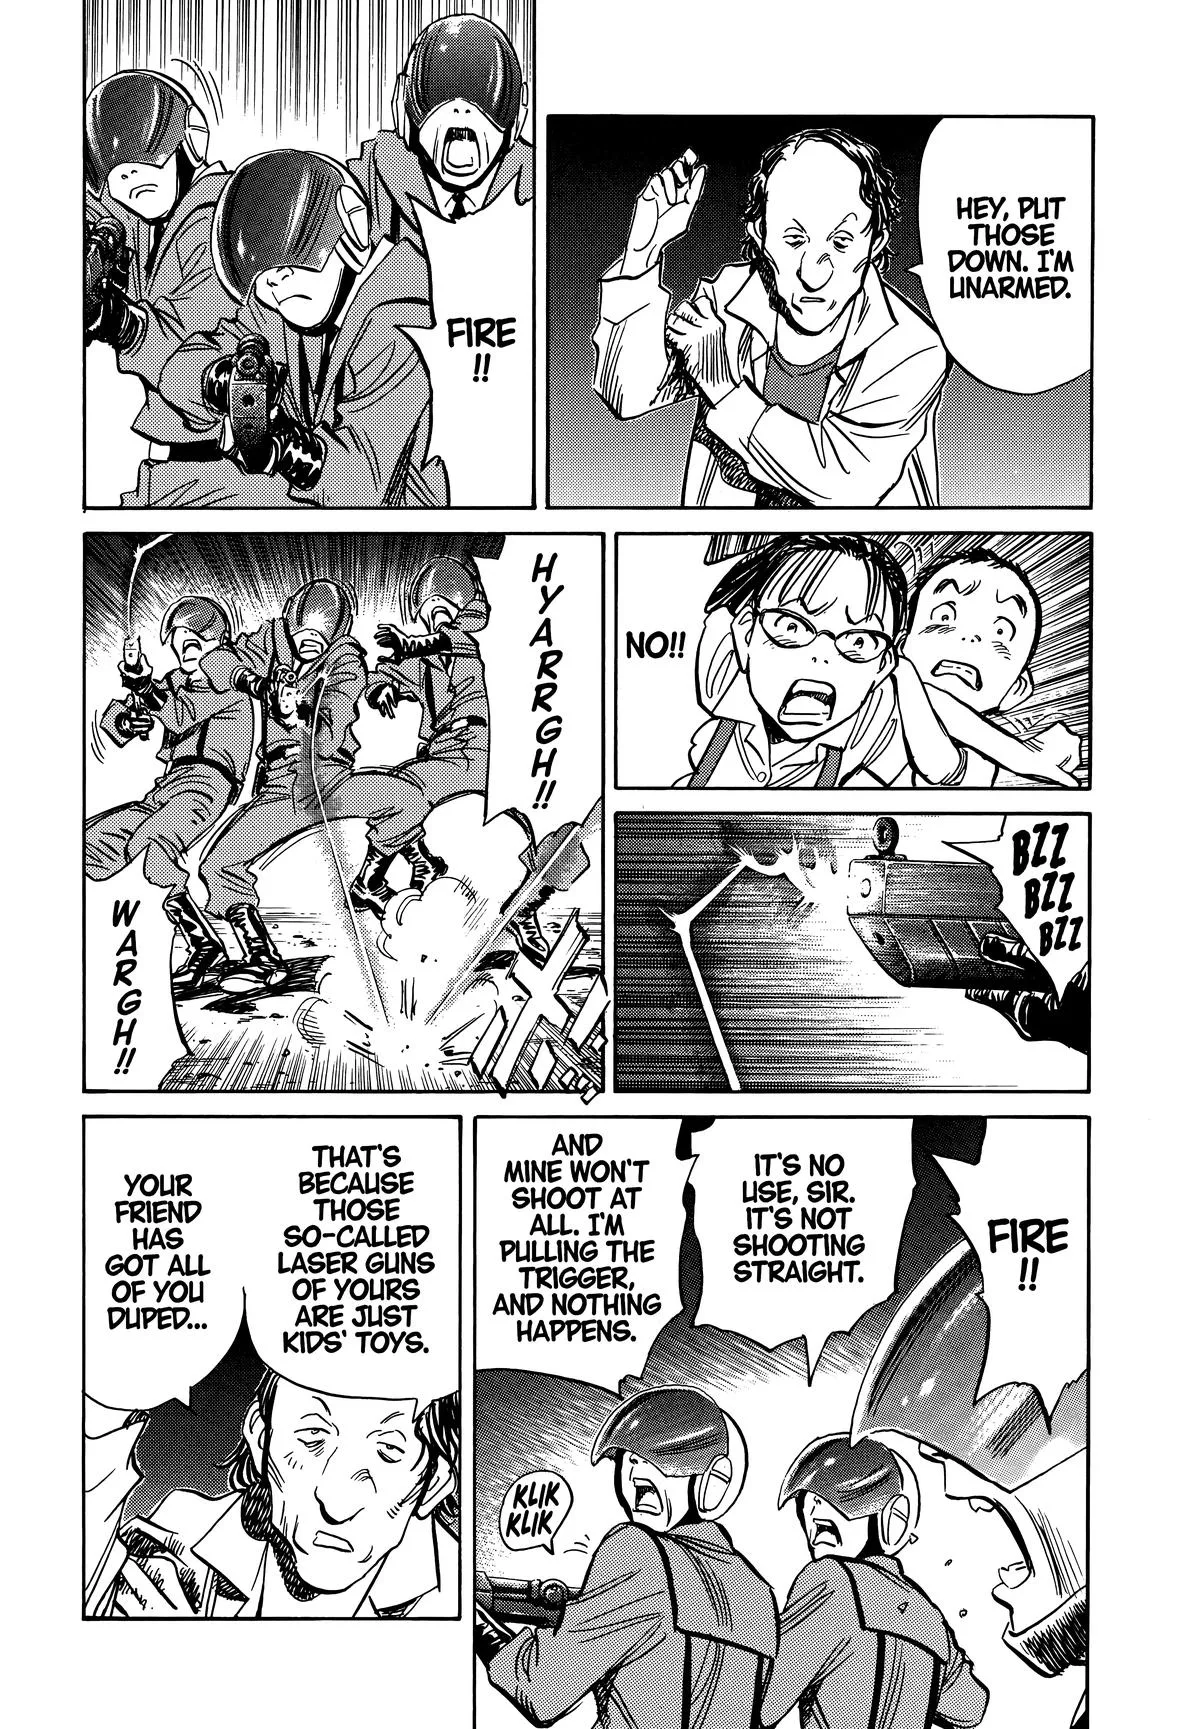 HEY, PUT
THOSE
DOWN. I'M
UNARMED.
FIRE
!!
NO!!
BZZ
BZZ
BZZ
HYARRGH!!
WARGH!!
FIRE
!!
IT'S NO
USE, SIR.
IT'S NOT
SHOOTING
STRAIGHT.
AND
MINE WON'T
SHOOT AT
ALL. I'M
PULLING THE
TRIGGER,
AND NOTHING
HAPPENS.
KLIK
KLIK
THAT'S
BECAUSE
THOSE
SO-CALLED
LASER GUNS
OF YOURS
ARE JUST
KIDS' TOYS.
YOUR
FRIEND
HAS
GOT ALL
OF YOU
DUPED...